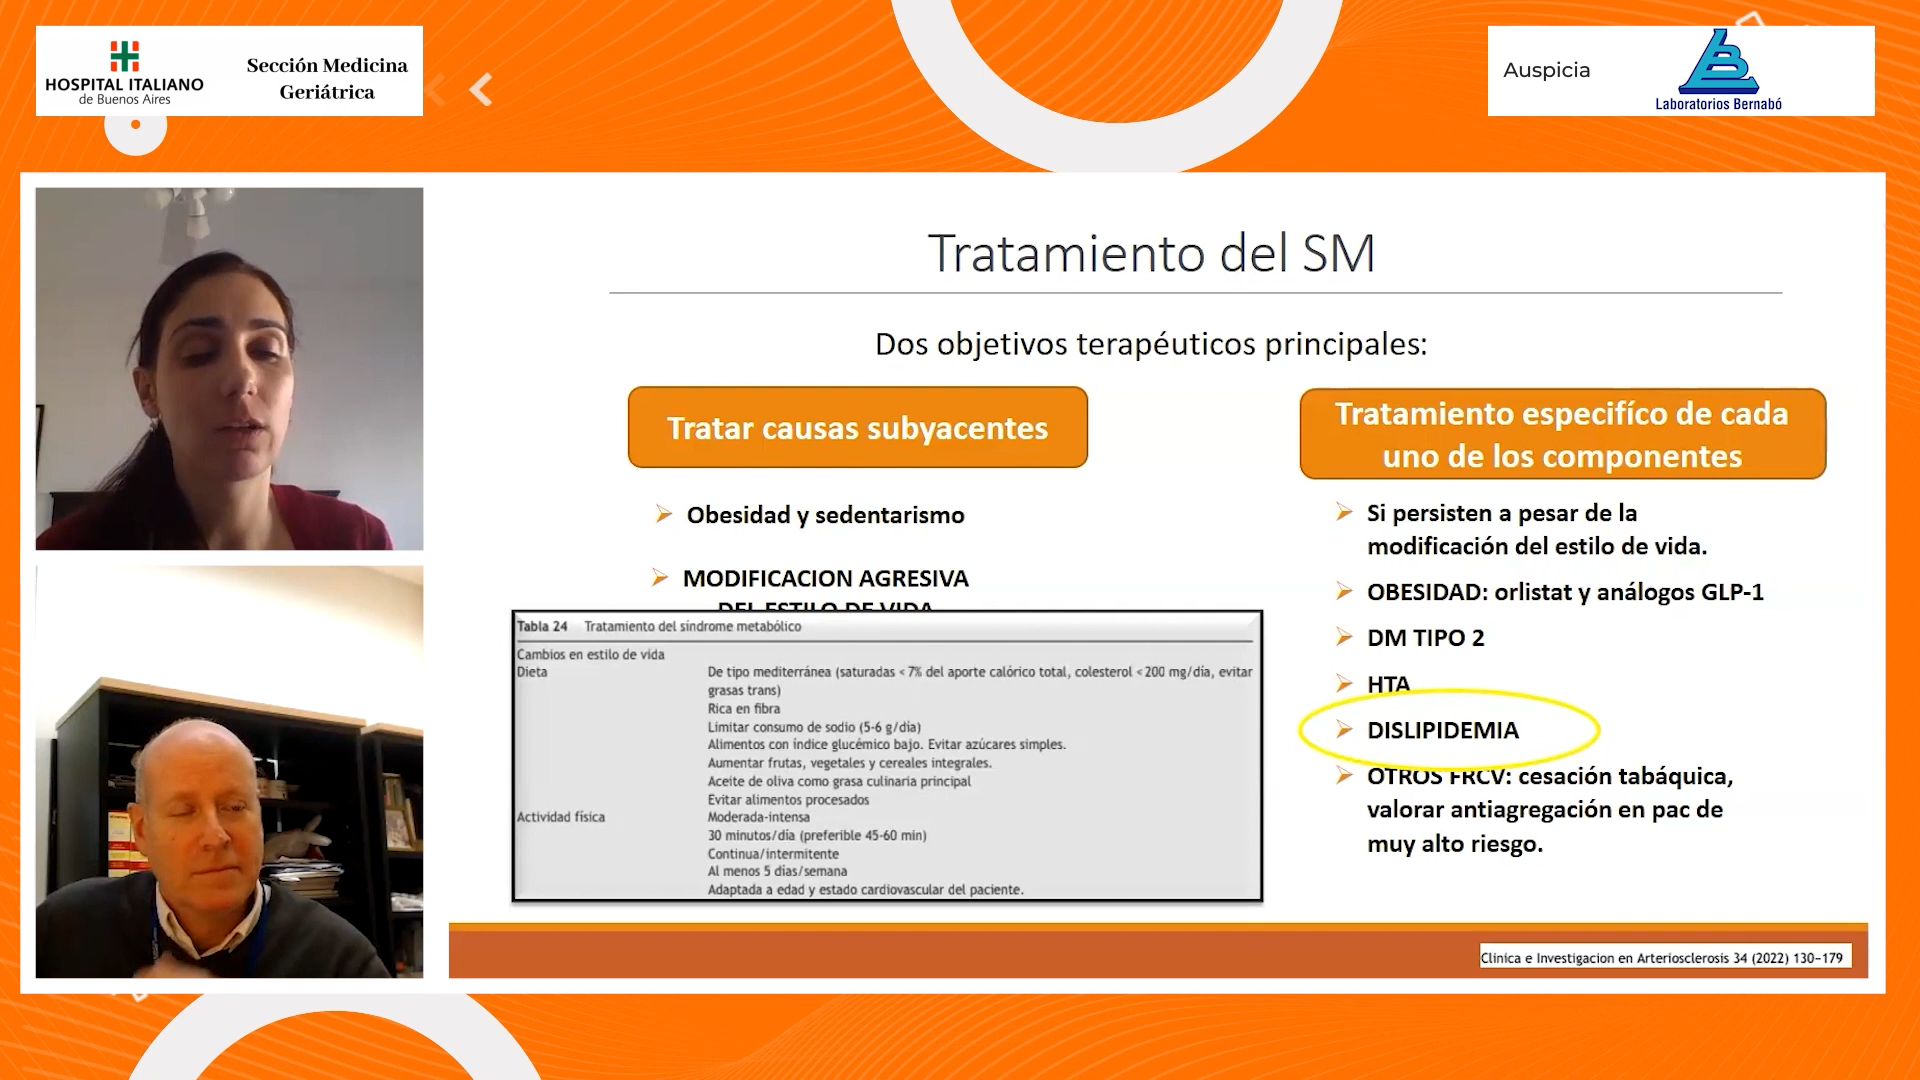 HOSPITAL ITALIANO
de Buenos Aires
Sección Medicina
Geriátrica
Auspicia
Laboratorios Bernabó
Tratamiento del SM
Dos objetivos terapéuticos principales:
Tratar causas subyacentes
Obesidad y sedentarismo
MODIFICACION AGRESIVA
DEL ESTILO DE VIDA
Tabla 24 Tratamiento del síndrome metabólico
Cambios en estilo de vida
Dieta De tipo mediterránea (saturadas < 7% del aporte calórico total, colesterol < 200 mg/día, evitar
grasas trans)
Rica en fibra
Limitar consumo de sodio (5-6 g/día)
Alimentos con índice glucémico bajo. Evitar azúcares simples.
Aumentar frutas, vegetales y cereales integrales.
Aceite de oliva como grasa culinaria principal
Evitar alimentos procesados
Actividad física Moderada-intensa
30 minutos/día (preferible 45-60 min)
Continua/intermitente
Al menos 5 días/semana
Adaptada a edad y estado cardiovascular del paciente.
Tratamiento especifíco de cada
uno de los componentes
Si persisten a pesar de la
modificación del estilo de vida.
OBESIDAD: orlistat y análogos GLP-1
DM TIPO 2
HTA
DISLIPIDEMIA
OTROS FRCV: cesación tabáquica,
valorar antiagregación en pac de
muy alto riesgo.
Clinica e Investigacion en Arteriosclerosis 34 (2022) 130-179